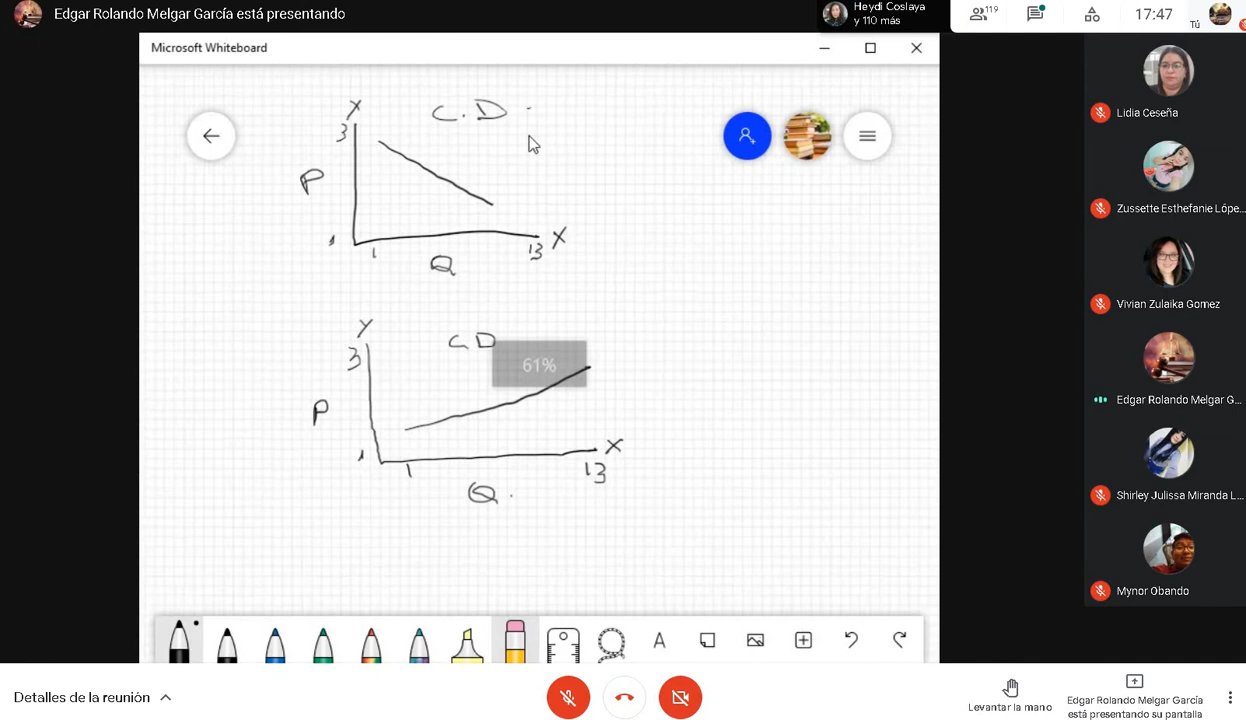 Edgar Rolando Melgar García está presentando
Heydi Coslaya
y 110 más
119
17:47
Tú
Microsoft Whiteboard
Y
C.D
3
P
1
1
Q
13
X
Y
C D
3
61%
P
1
1
Q.
13
X
A
Lidia Ceseña
Zussette Esthefanie Lópe...
Vivian Zulaika Gomez
Edgar Rolando Melgar G...
Shirley Julissa Miranda L...
Mynor Obando
Detalles de la reunión
Levantar la mano
Edgar Rolando Melgar García
está presentando su pantalla